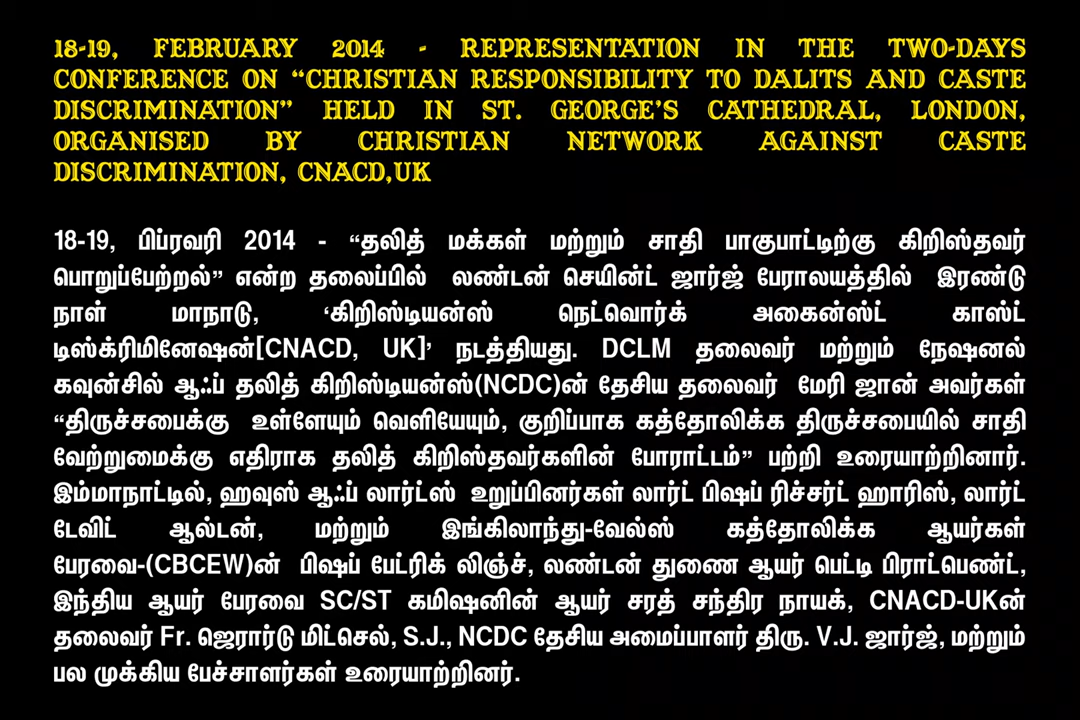 18-19, FEBRUARY 2014 - REPRESENTATION IN THE TWO-DAYS
CONFERENCE ON “CHRISTIAN RESPONSIBILITY TO DALITS AND CASTE
DISCRIMINATION” HELD IN ST. GEORGE’S CATHEDRAL, LONDON,
ORGANISED BY CHRISTIAN NETWORK AGAINST CASTE
DISCRIMINATION, CNACD,UK
18-19, பிப்ரவரி 2014 - “தலித் மக்கள் மற்றும் சாதி பாகுபாட்டிற்கு கிறிஸ்தவர்
பொறுப்பேற்றல்” என்ற தலைப்பில் லண்டன் செயின்ட் ஜார்ஜ் பேராலயத்தில் இரண்டு
நாள் மாநாடு, ‘கிறிஸ்டியன்ஸ் நெட்வொர்க் அகைன்ஸ்ட் காஸ்ட்
டிஸ்க்ரிமினேஷன்[CNACD, UK]’ நடத்தியது. DCLM தலைவர் மற்றும் நேஷனல்
கவுன்சில் ஆஃப் தலித் கிறிஸ்டியன்ஸ்(NCDC)ன் தேசிய தலைவர் மேரி ஜான் அவர்கள்
“திருச்சபைக்கு உள்ளேயும் வெளியேயும், குறிப்பாக கத்தோலிக்க திருச்சபையில் சாதி
வேற்றுமைக்கு எதிராக தலித் கிறிஸ்தவர்களின் போராட்டம்” பற்றி உரையாற்றினார்.
இம்மாநாட்டில், ஹவுஸ் ஆஃப் லார்ட்ஸ் உறுப்பினர்கள் லார்ட் பிஷப் ரிச்சர்ட் ஹாரிஸ், லார்ட்
டேவிட் ஆல்டன், மற்றும் இங்கிலாந்து-வேல்ஸ் கத்தோலிக்க ஆயர்கள்
பேரவை-(CBCEW)ன் பிஷப் பேட்ரிக் லிஞ்ச், லண்டன் துணை ஆயர் பெட்டி பிராட்பெண்ட்,
இந்திய ஆயர் பேரவை SC/ST கமிஷனின் ஆயர் சரத் சந்திர நாயக், CNACD-UKன்
தலைவர் Fr. ஜெரார்டு மிட்செல், S.J., NCDC தேசிய அமைப்பாளர் திரு. V.J. ஜார்ஜ், மற்றும்
பல முக்கிய பேச்சாளர்கள் உரையாற்றினர்.